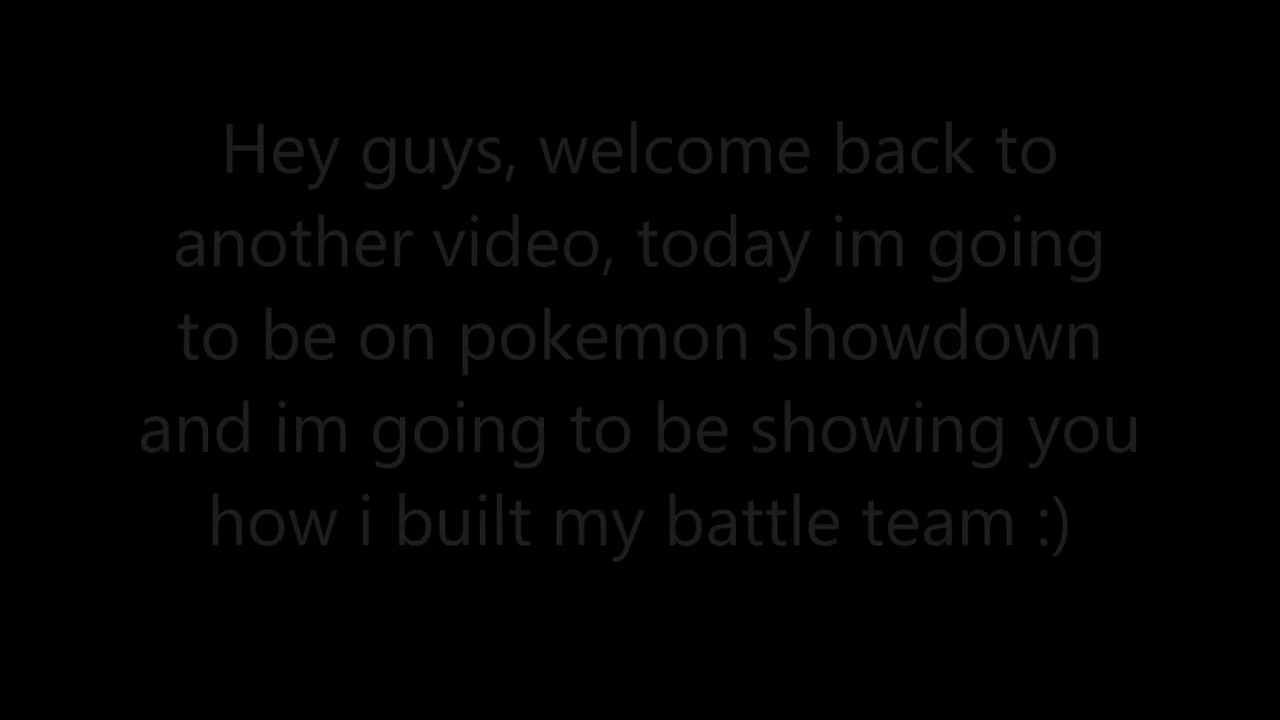 Hey guys, welcome back to
another video, today im going
to be on pokemon showdown
and im going to be showing you
how i built my battle team :)